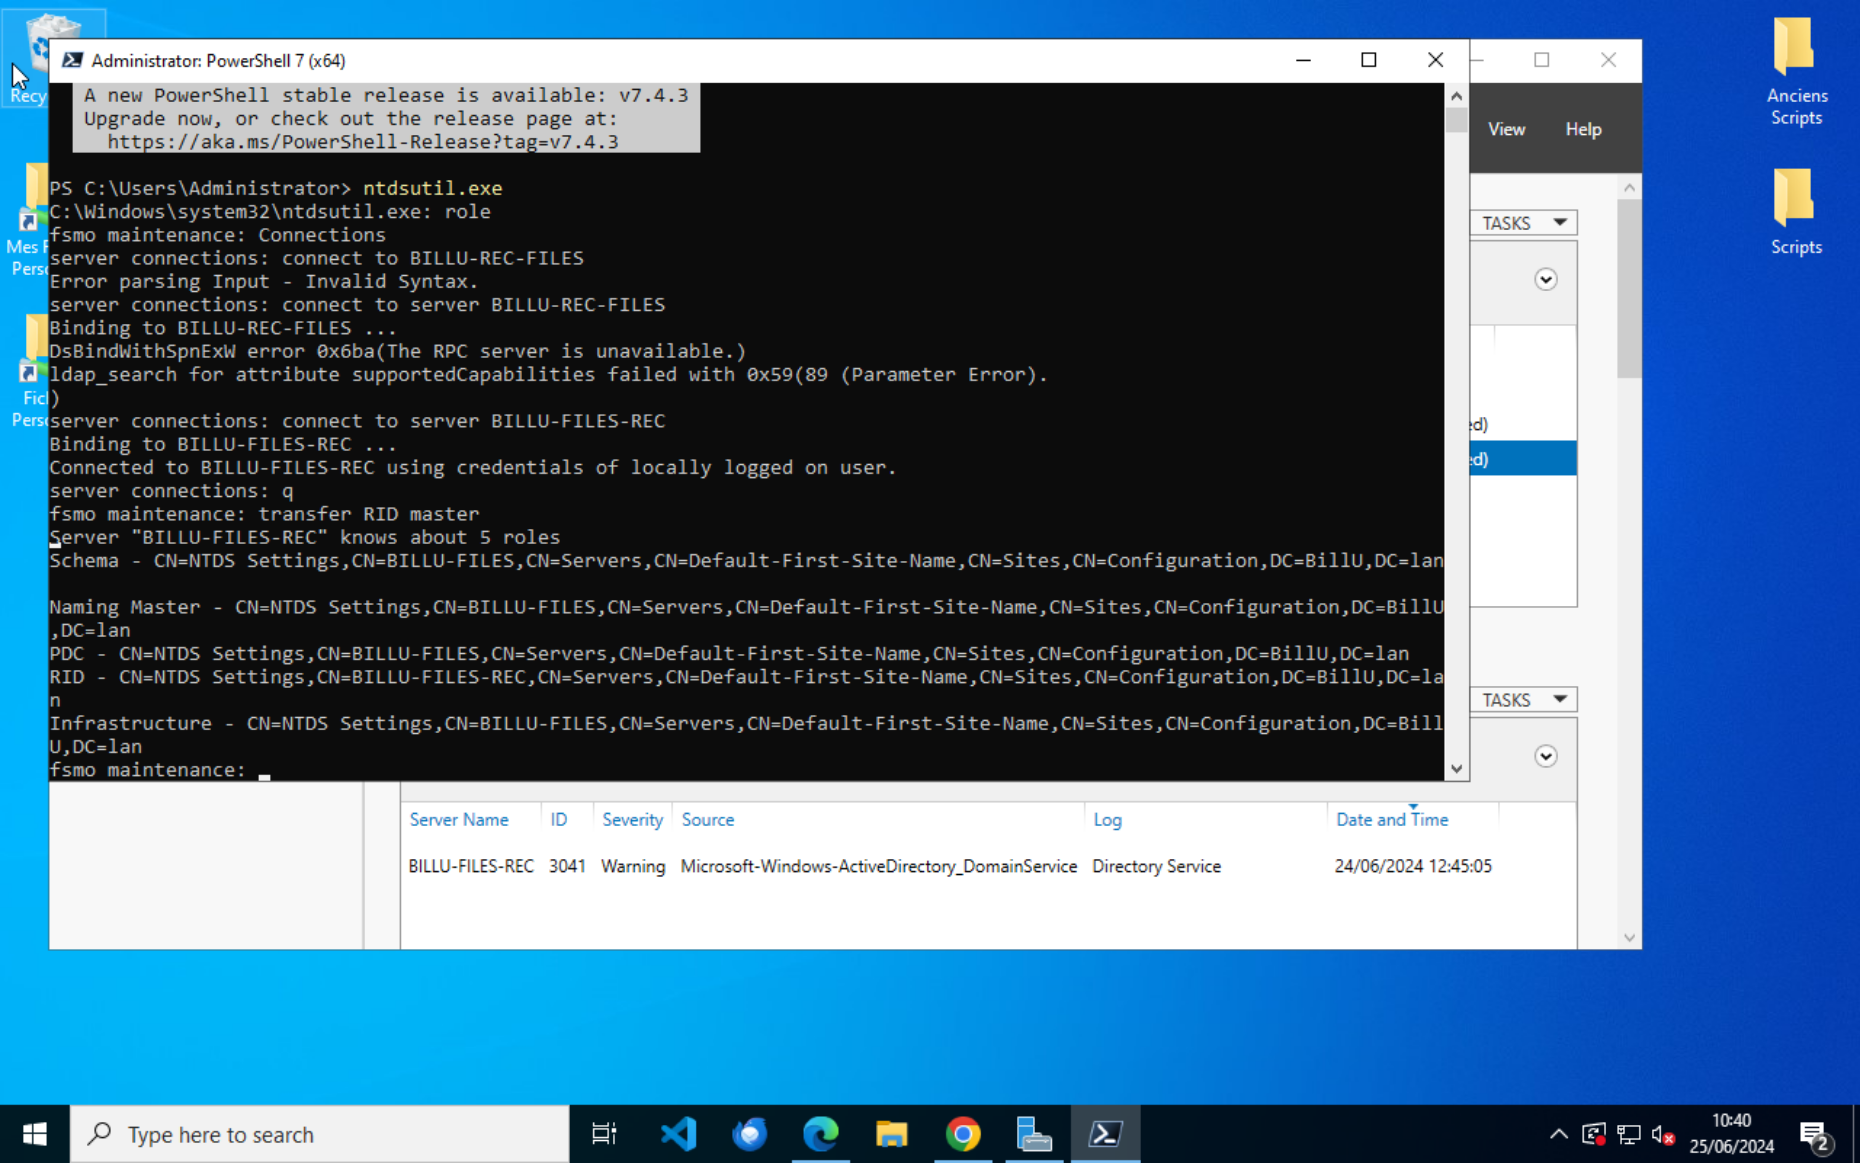 Administrator: PowerShell 7 (x64)
A new PowerShell stable release is available: v7.4.3
Upgrade now, or check out the release page at:
https://aka.ms/PowerShell-Release?tag=v7.4.3
PS C:\Users\Administrator> ntdsutil.exe
C:\Windows\system32\ntdsutil.exe: role
fsmo maintenance: Connections
server connections: connect to BILLU-REC-FILES
Error parsing Input - Invalid Syntax.
server connections: connect to server BILLU-REC-FILES
Binding to BILLU-REC-FILES ...
DsBindWithSpnExW error 0x6ba(The RPC server is unavailable.)
ldap_search for attribute supportedCapabilities failed with 0x59(89 (Parameter Error).
)
server connections: connect to server BILLU-FILES-REC
Binding to BILLU-FILES-REC ...
Connected to BILLU-FILES-REC using credentials of locally logged on user.
server connections: q
fsmo maintenance: transfer RID master
Server "BILLU-FILES-REC" knows about 5 roles
Schema - CN=NTDS Settings,CN=BILLU-FILES,CN=Servers,CN=Default-First-Site-Name,CN=Sites,CN=Configuration,DC=BillU,DC=lan
Naming Master - CN=NTDS Settings,CN=BILLU-FILES,CN=Servers,CN=Default-First-Site-Name,CN=Sites,CN=Configuration,DC=BillU
,DC=lan
PDC - CN=NTDS Settings,CN=BILLU-FILES,CN=Servers,CN=Default-First-Site-Name,CN=Sites,CN=Configuration,DC=BillU,DC=lan
RID - CN=NTDS Settings,CN=BILLU-FILES-REC,CN=Servers,CN=Default-First-Site-Name,CN=Sites,CN=Configuration,DC=BillU,DC=la
n
Infrastructure - CN=NTDS Settings,CN=BILLU-FILES,CN=Servers,CN=Default-First-Site-Name,CN=Sites,CN=Configuration,DC=Bill
U,DC=lan
fsmo maintenance:
Recy
Mes
Pers
Fic
Pers
View Help
TASKS
ed)
ed)
TASKS
Server Name ID Severity Source Log Date and Time
BILLU-FILES-REC 3041 Warning Microsoft-Windows-ActiveDirectory_DomainService Directory Service 24/06/2024 12:45:05
Anciens
Scripts
Scripts
Type here to search
10:40
25/06/2024
2